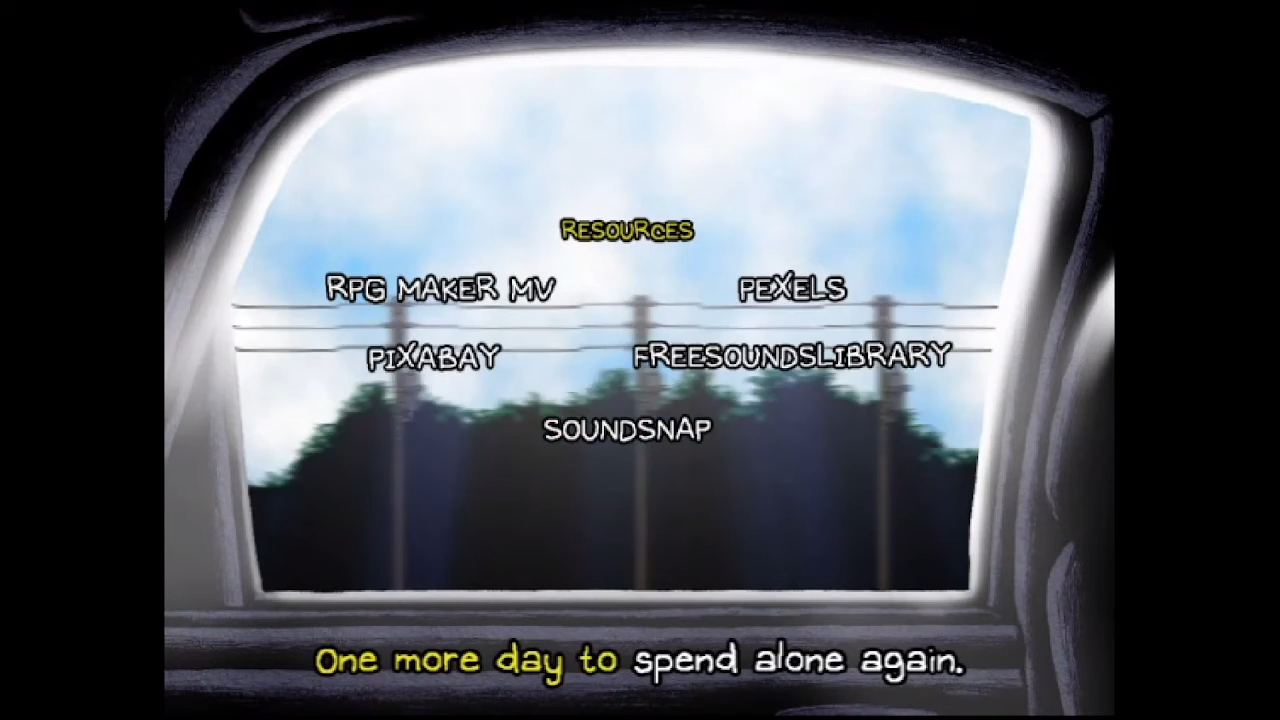 RESOURCES
RPG MAKER MV PEXELS
PIXABAY FREESOUNDSLIBRARY
SOUNDSNAP
One more day to spend alone again.